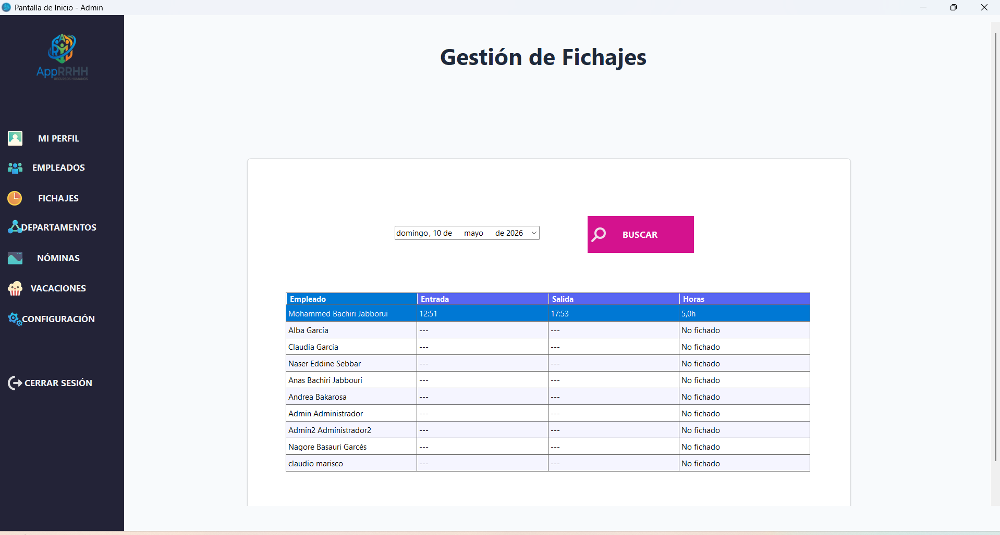 Pantalla de Inicio - Admin
AppRRHH
RECURSOS HUMANOS
MI PERFIL
EMPLEADOS
FICHAJES
DEPARTAMENTOS
NÓMINAS
VACACIONES
CONFIGURACIÓN
CERRAR SESIÓN
Gestión de Fichajes
domingo, 10 de mayo de 2026
BUSCAR
Empleado Entrada Salida Horas
Mohammed Bachiri Jabborui 12:51 17:53 5,0h
Alba Garcia --- --- No fichado
Claudia Garcia --- --- No fichado
Naser Eddine Sebbar --- --- No fichado
Anas Bachiri Jabbouri --- --- No fichado
Andrea Bakarosa --- --- No fichado
Admin Administrador --- --- No fichado
Admin2 Administrador2 --- --- No fichado
Nagore Basauri Garcés --- --- No fichado
claudio marisco --- --- No fichado